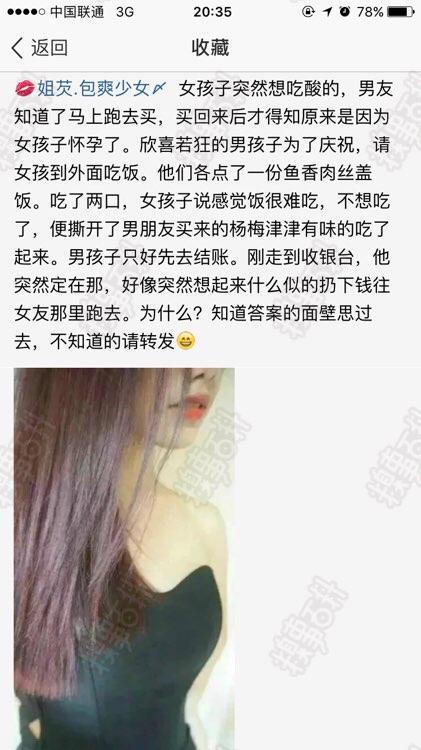 中国联通 3G 20:35 78%
返回 收藏
💋姐芡.包爽少女〆 女孩子突然想吃酸的，男友
知道了马上跑去买，买回来后才得知原来是因为
女孩子怀孕了。欣喜若狂的男孩子为了庆祝，请
女孩到外面吃饭。他们各点了一份鱼香肉丝盖
饭。吃了两口，女孩子说感觉饭很难吃，不想吃
了，便撕开了男朋友买来的杨梅津津有味的吃了
起来。男孩子只好先去结账。刚走到收银台，他
突然定在那，好像突然想起来什么似的扔下钱往
女友那里跑去。为什么？知道答案的面壁思过
去，不知道的请转发😄